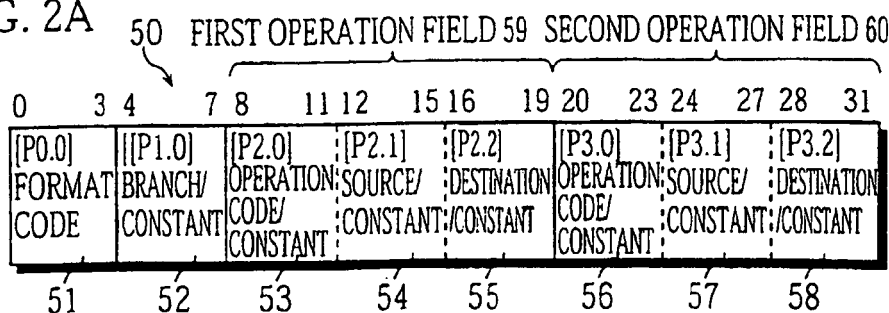 G. 2A
50 FIRST OPERATION FIELD 59 SECOND OPERATION FIELD 60
0 3 4 7 8 11 12 15 16 19 20 23 24 27 28 31
[P0.0] [[P1.0] [P2.0] [P2.1] [P2.2] [P3.0] [P3.1] [P3.2]
FORMAT BRANCH/ OPERATION SOURCE/ DESTINATION OPERATION SOURCE/ DESTINATION
CODE CONSTANT CODE/ CONSTANT /CONSTANT CODE/ CONSTANT /CONSTANT
CONSTANT CONSTANT
51 52 53 54 55 56 57 58